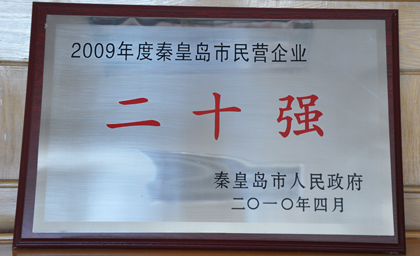 2009年度秦皇岛市民营企业
二十强
秦皇岛市人民政府
二〇一〇年四月